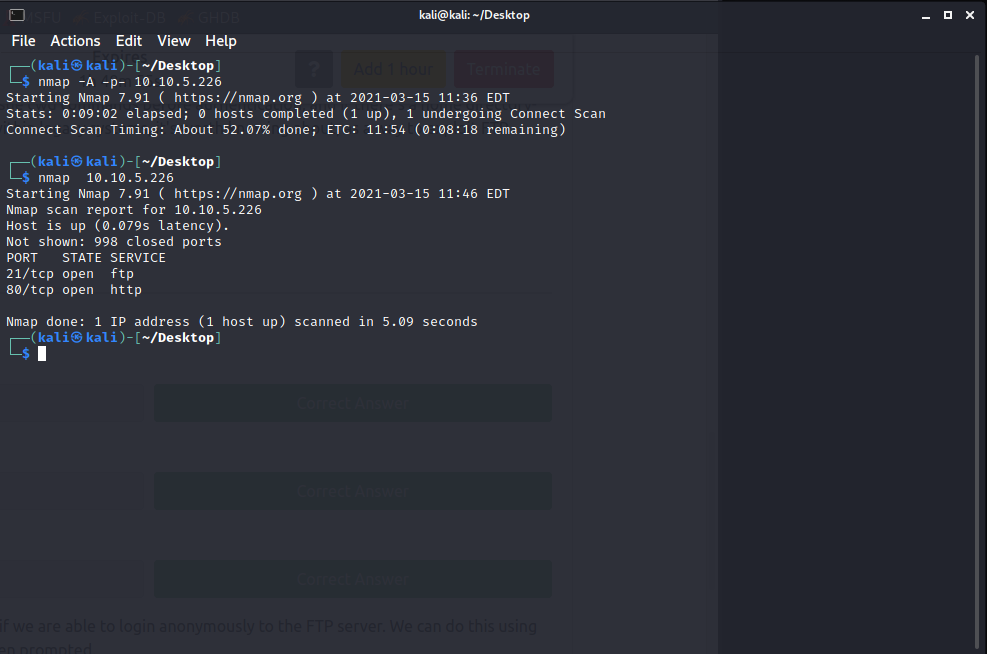 MSFU Exploit-DB GHDB
kali@kali: ~/Desktop
File Actions Edit View Help
Expires
? Add 1 hour Terminate
┌──(kali㉿kali)-[~/Desktop]
└─$ nmap -A -p- 10.10.5.226
Starting Nmap 7.91 ( https://nmap.org ) at 2021-03-15 11:36 EDT
Stats: 0:09:02 elapsed; 0 hosts completed (1 up), 1 undergoing Connect Scan
Connect Scan Timing: About 52.07% done; ETC: 11:54 (0:08:18 remaining)
┌──(kali㉿kali)-[~/Desktop]
└─$ nmap  10.10.5.226
Starting Nmap 7.91 ( https://nmap.org ) at 2021-03-15 11:46 EDT
Nmap scan report for 10.10.5.226
Host is up (0.079s latency).
Not shown: 998 closed ports
PORT   STATE SERVICE
21/tcp open  ftp
80/tcp open  http
Nmap done: 1 IP address (1 host up) scanned in 5.09 seconds
┌──(kali㉿kali)-[~/Desktop]
└─$
Correct Answer
Correct Answer
Correct Answer
if we are able to login anonymously to the FTP server. We can do this using
en prompted